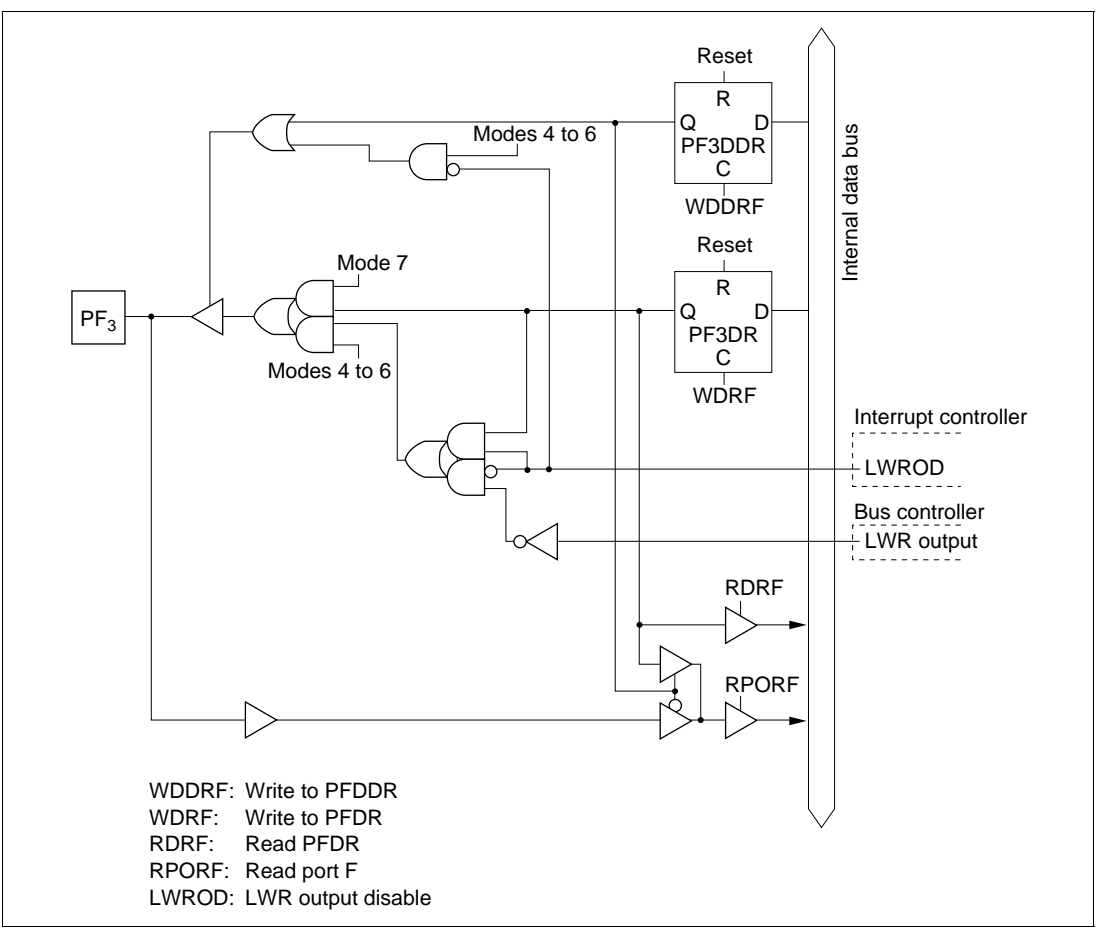 Reset
R
Q D
PF3DDR
C
WDDRF
Modes 4 to 6
Internal data bus
Reset
R
Q D
PF3DR
C
WDRF
Mode 7
PF3
Modes 4 to 6
Interrupt controller
LWROD
Bus controller
LWR output
RDRF
RPORF
WDDRF: Write to PFDDR
WDRF: Write to PFDR
RDRF: Read PFDR
RPORF: Read port F
LWROD: LWR output disable